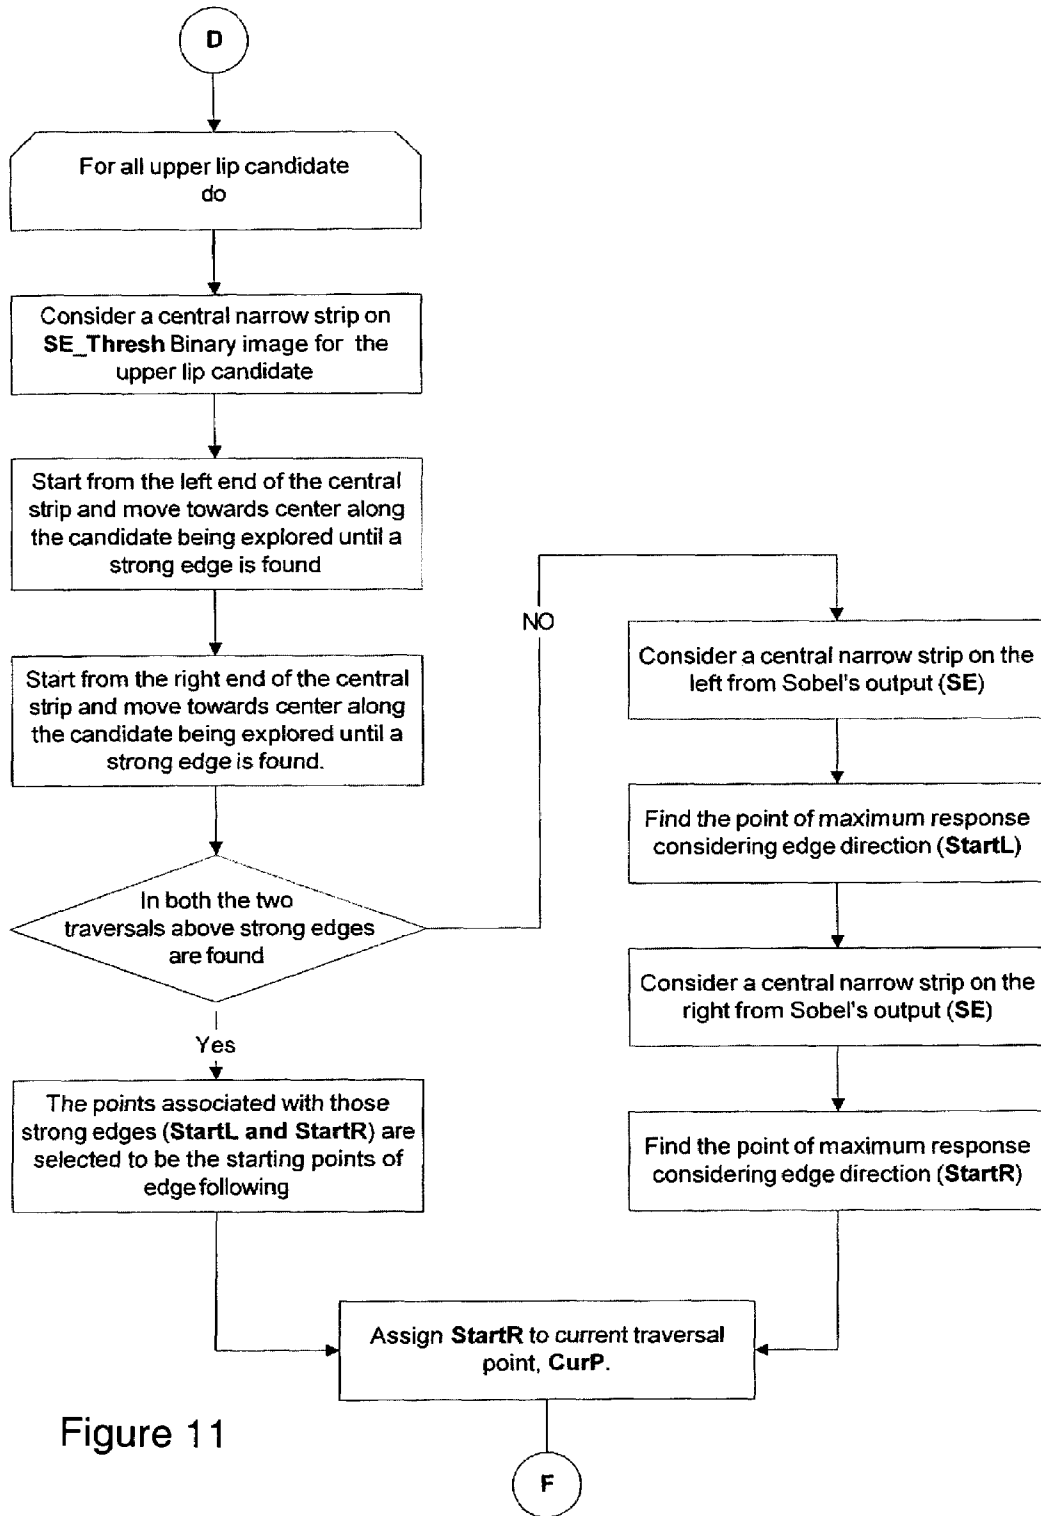 D
For all upper lip candidate
do
Consider a central narrow strip on
SE_Thresh Binary image for the
upper lip candidate
Start from the left end of the central
strip and move towards center along
the candidate being explored until a
strong edge is found
Start from the right end of the central
strip and move towards center along
the candidate being explored until a
strong edge is found.
In both the two
traversals above strong edges
are found
Yes
The points associated with those
strong edges (StartL and StartR) are
selected to be the starting points of
edge following
NO
Consider a central narrow strip on the
left from Sobel's output (SE)
Find the point of maximum response
considering edge direction (StartL)
Consider a central narrow strip on the
right from Sobel's output (SE)
Find the point of maximum response
considering edge direction (StartR)
Assign StartR to current traversal
point, CurP.
Figure 11
F